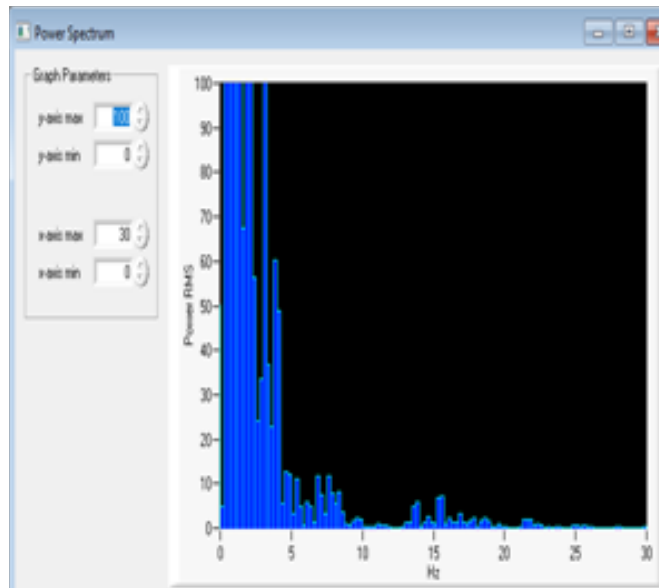 Power Spectrum
Graph Parameters
y-axis max 100
y-axis min 0
x-axis max 30
x-axis min 0
100
90
80
70
60
50
40
30
20
10
0
Power RMS
0 5 10 15 20 25 30
Hz